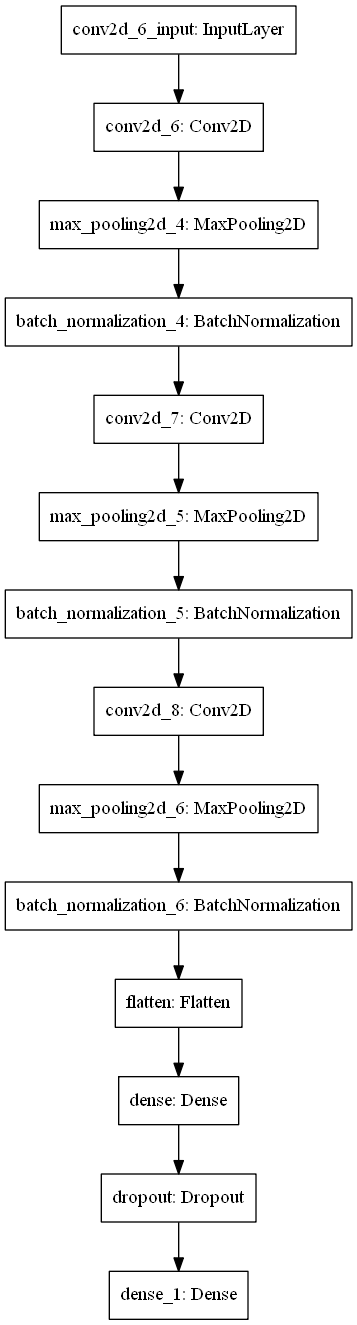 conv2d_6_input: InputLayer
conv2d_6: Conv2D
max_pooling2d_4: MaxPooling2D
batch_normalization_4: BatchNormalization
conv2d_7: Conv2D
max_pooling2d_5: MaxPooling2D
batch_normalization_5: BatchNormalization
conv2d_8: Conv2D
max_pooling2d_6: MaxPooling2D
batch_normalization_6: BatchNormalization
flatten: Flatten
dense: Dense
dropout: Dropout
dense_1: Dense